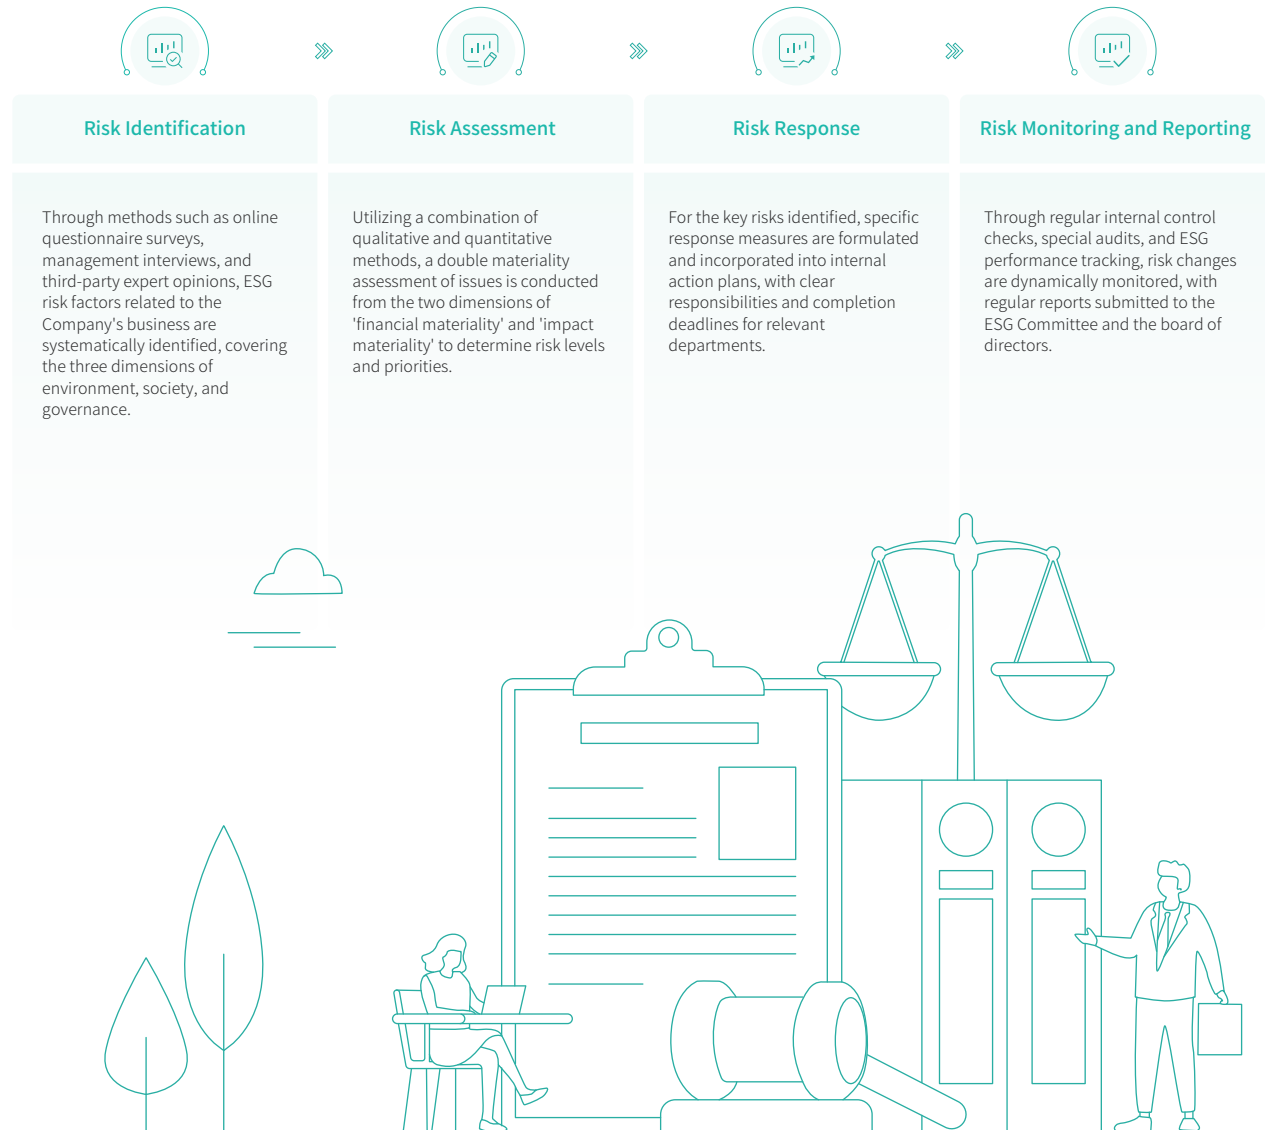 Risk Identification
Through methods such as online
questionnaire surveys,
management interviews, and
third-party expert opinions, ESG
risk factors related to the
Company's business are
systematically identified, covering
the three dimensions of
environment, society, and
governance.
Risk Assessment
Utilizing a combination of
qualitative and quantitative
methods, a double materiality
assessment of issues is conducted
from the two dimensions of
'financial materiality' and 'impact
materiality' to determine risk levels
and priorities.
Risk Response
For the key risks identified, specific
response measures are formulated
and incorporated into internal
action plans, with clear
responsibilities and completion
deadlines for relevant
departments.
Risk Monitoring and Reporting
Through regular internal control
checks, special audits, and ESG
performance tracking, risk changes
are dynamically monitored, with
regular reports submitted to the
ESG Committee and the board of
directors.